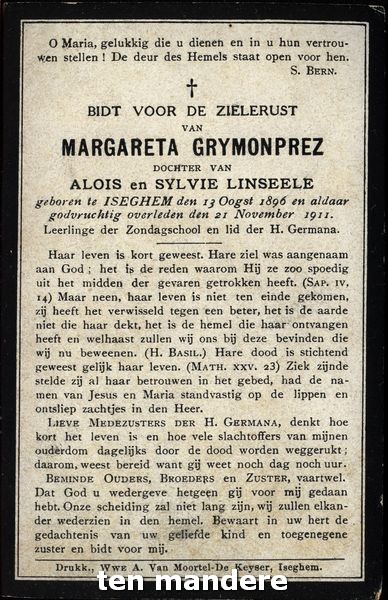 O Maria, gelukkig die u dienen en in u hun vertrou-
wen stellen ! De deur des Hemels staat open voor hen.
S. Bern.
BIDT VOOR DE ZIELERUST
VAN
MARGARETA GRYMONPREZ
DOCHTER VAN
ALOIS en SYLVIE LINSEELE
geboren te ISEGHEM den 13 Oogst 1896 en aldaar
godvruchtig overleden den 21 November 1911.
Leerlinge der Zondagschool en lid der H. Germana.
Haar leven is kort geweest. Hare ziel was aangenaam
aan God ; het is de reden waarom Hij ze zoo spoedig
uit het midden der gevaren getrokken heeft. (Sap. IV,
14) Maar neen, haar leven is niet ten einde gekomen,
zij heeft het verwisseld tegen een beter, het is de aarde
niet die haar dekt, het is de hemel die haar ontvangen
heeft en welhaast zullen wij ons bij deze bevinden die
wij nu beweenen. (H. Basil.) Hare dood is stichtend
geweest gelijk haar leven. (Math. xxv. 23) Ziek zijnde
stelde zij al haar betrouwen in het gebed, had de na-
men van Jesus en Maria standvastig op de lippen en
ontsliep zachtjes in den Heer.
Lieve Medezusters der H. Germana, denkt hoe
kort het leven is en hoe vele slachtoffers van mijnen
ouderdom dagelijks door de dood worden weggerukt ;
daarom, weest bereid want gij weet noch dag noch uur.
Beminde Ouders, Broeders en Zuster, vaartwel.
Dat God u wedergeve hetgeen gij voor mij gedaan
hebt. Onze scheiding zal niet lang zijn, wij zullen elkan-
der wederzien in den hemel. Bewaart in uw hert de
gedachtenis van uw geliefde kind en toegenegene
zuster en bidt voor mij.
Drukk., Wwe A. Van Moortel-De Keyser, Iseghem.
ten mandere